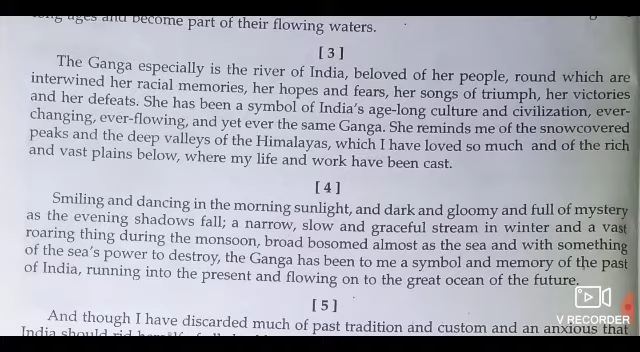 long ages and become part of their flowing waters.
[ 3 ]
The Ganga especially is the river of India, beloved of her people, round which are
interwined her racial memories, her hopes and fears, her songs of triumph, her victories
and her defeats. She has been a symbol of India's age-long culture and civilization, ever-
changing, ever-flowing, and yet ever the same Ganga. She reminds me of the snowcovered
peaks and the deep valleys of the Himalayas, which I have loved so much and of the rich
and vast plains below, where my life and work have been cast.
[ 4 ]
Smiling and dancing in the morning sunlight, and dark and gloomy and full of mystery
as the evening shadows fall; a narrow, slow and graceful stream in winter and a vast
roaring thing during the monsoon, broad bosomed almost as the sea and with something
of the sea's power to destroy, the Ganga has been to me a symbol and memory of the past
of India, running into the present and flowing on to the great ocean of the future.
[ 5 ]
And though I have discarded much of past tradition and custom and an anxious that
India should rid of all
V RECORDER